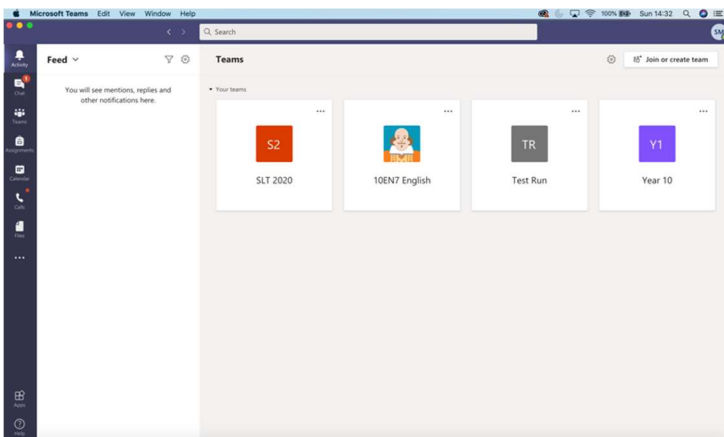 Microsoft Teams Edit View Window Help
100% Sun 14:32
Search
SM
Activity
Chat
1
Teams
Assignments
Calendar
Calls
Files
Apps
Help
Feed
You will see mentions, replies and
other notifications here.
Teams
Join or create team
Your teams
S2
SLT 2020
10EN7 English
TR
Test Run
Y1
Year 10